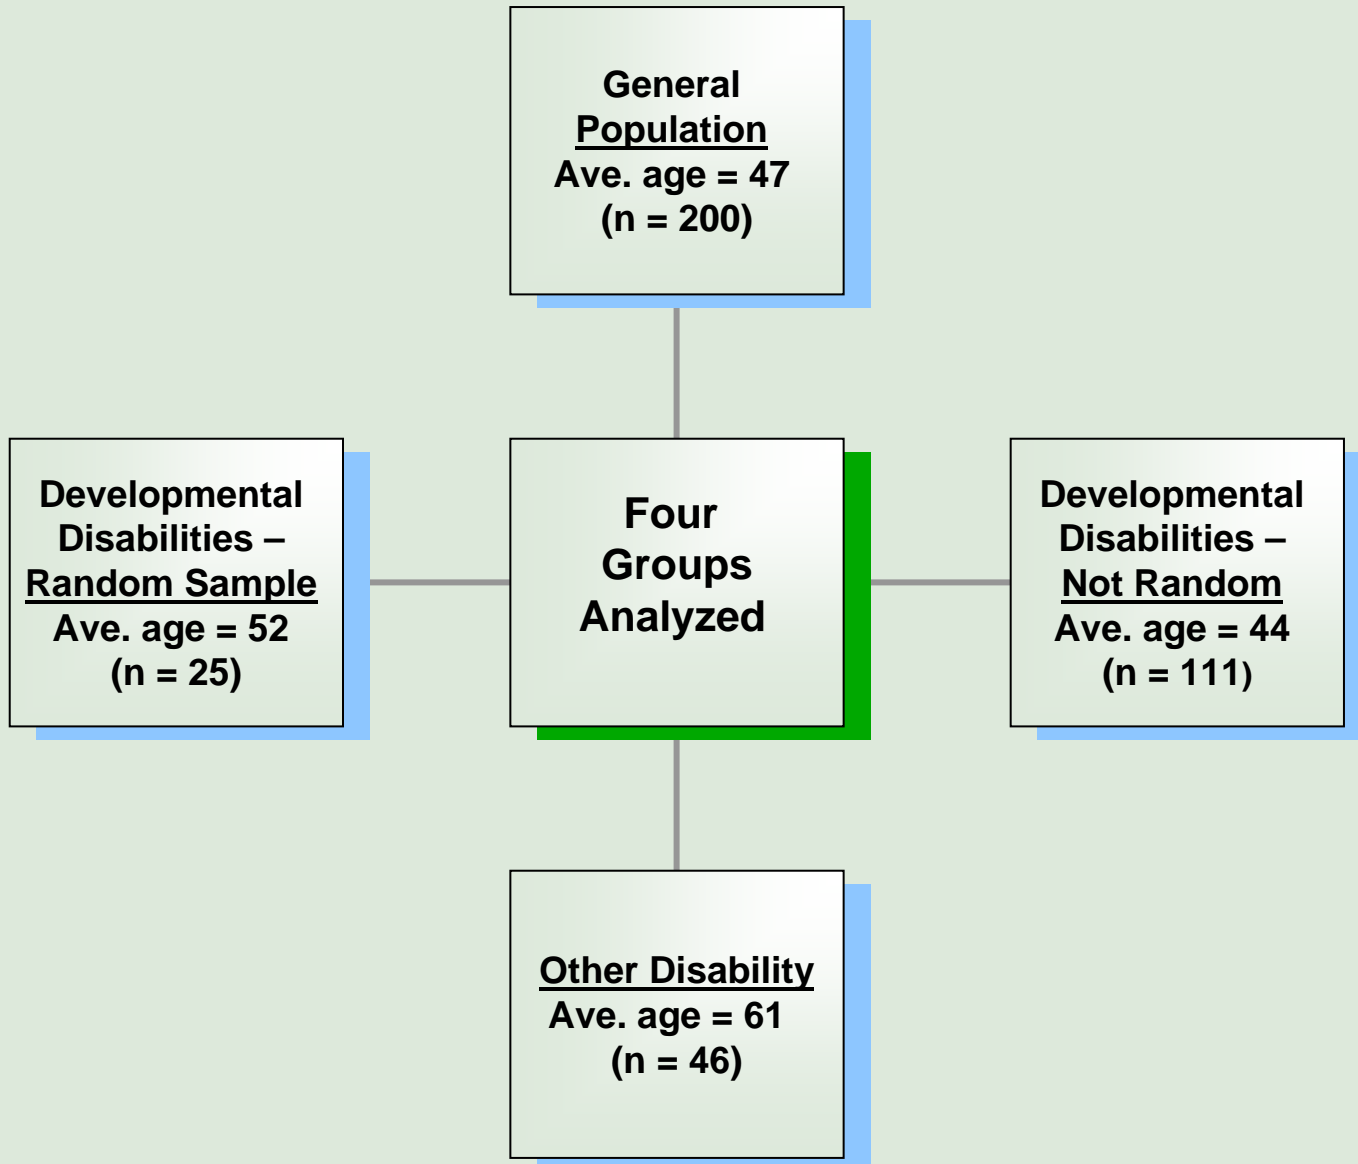 General
Population
Ave. age = 47
(n = 200)
Developmental
Disabilities –
Random Sample
Ave. age = 52
(n = 25)
Four
Groups
Analyzed
Developmental
Disabilities –
Not Random
Ave. age = 44
(n = 111)
Other Disability
Ave. age = 61
(n = 46)